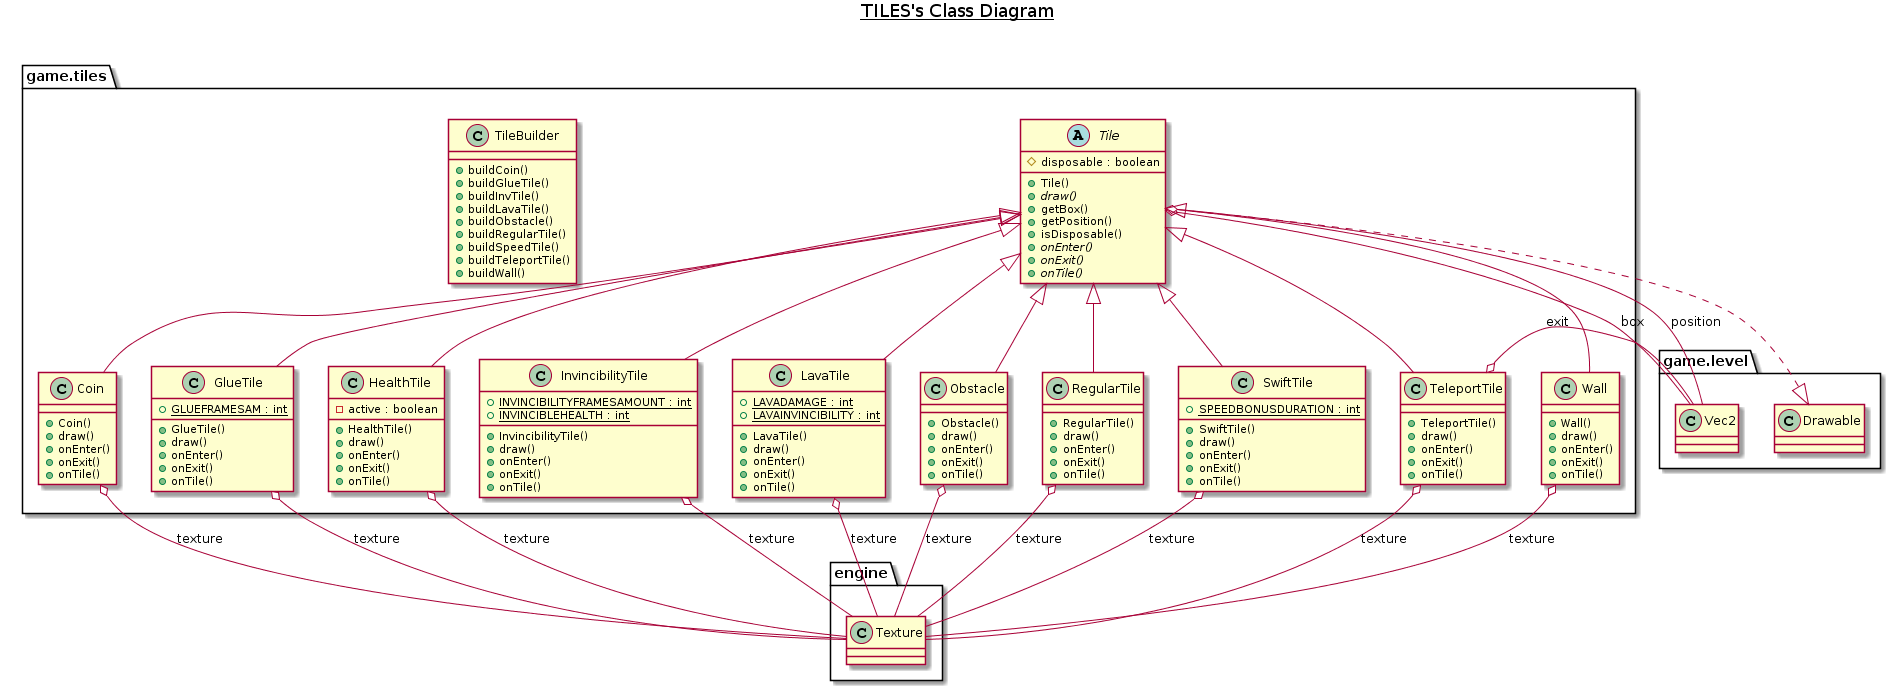 TILES's Class Diagram
game.tiles
C TileBuilder
buildCoin()
buildGlueTile()
buildInvTile()
buildLavaTile()
buildObstacle()
buildRegularTile()
buildSpeedTile()
buildTeleportTile()
buildWall()
A Tile
disposable : boolean
Tile()
draw()
getBox()
getPosition()
isDisposable()
onEnter()
onExit()
onTile()
exit
box
position
C Coin
Coin()
draw()
onEnter()
onExit()
onTile()
C GlueTile
GLUEFRAMESAM : int
GlueTile()
draw()
onEnter()
onExit()
onTile()
C HealthTile
active : boolean
HealthTile()
draw()
onEnter()
onExit()
onTile()
C InvincibilityTile
INVINCIBILITYFRAMESAMOUNT : int
INVINCIBLEHEALTH : int
InvincibilityTile()
draw()
onEnter()
onExit()
onTile()
C LavaTile
LAVADAMAGE : int
LAVAINVINCIBILITY : int
LavaTile()
draw()
onEnter()
onExit()
onTile()
C Obstacle
Obstacle()
draw()
onEnter()
onExit()
onTile()
C RegularTile
RegularTile()
draw()
onEnter()
onExit()
onTile()
C SwiftTile
SPEEDBONUSDURATION : int
SwiftTile()
draw()
onEnter()
onExit()
onTile()
C TeleportTile
TeleportTile()
draw()
onEnter()
onExit()
onTile()
C Wall
Wall()
draw()
onEnter()
onExit()
onTile()
game.level
C Vec2
C Drawable
texture
texture
texture
texture
texture
texture
texture
texture
texture
texture
engine
C Texture